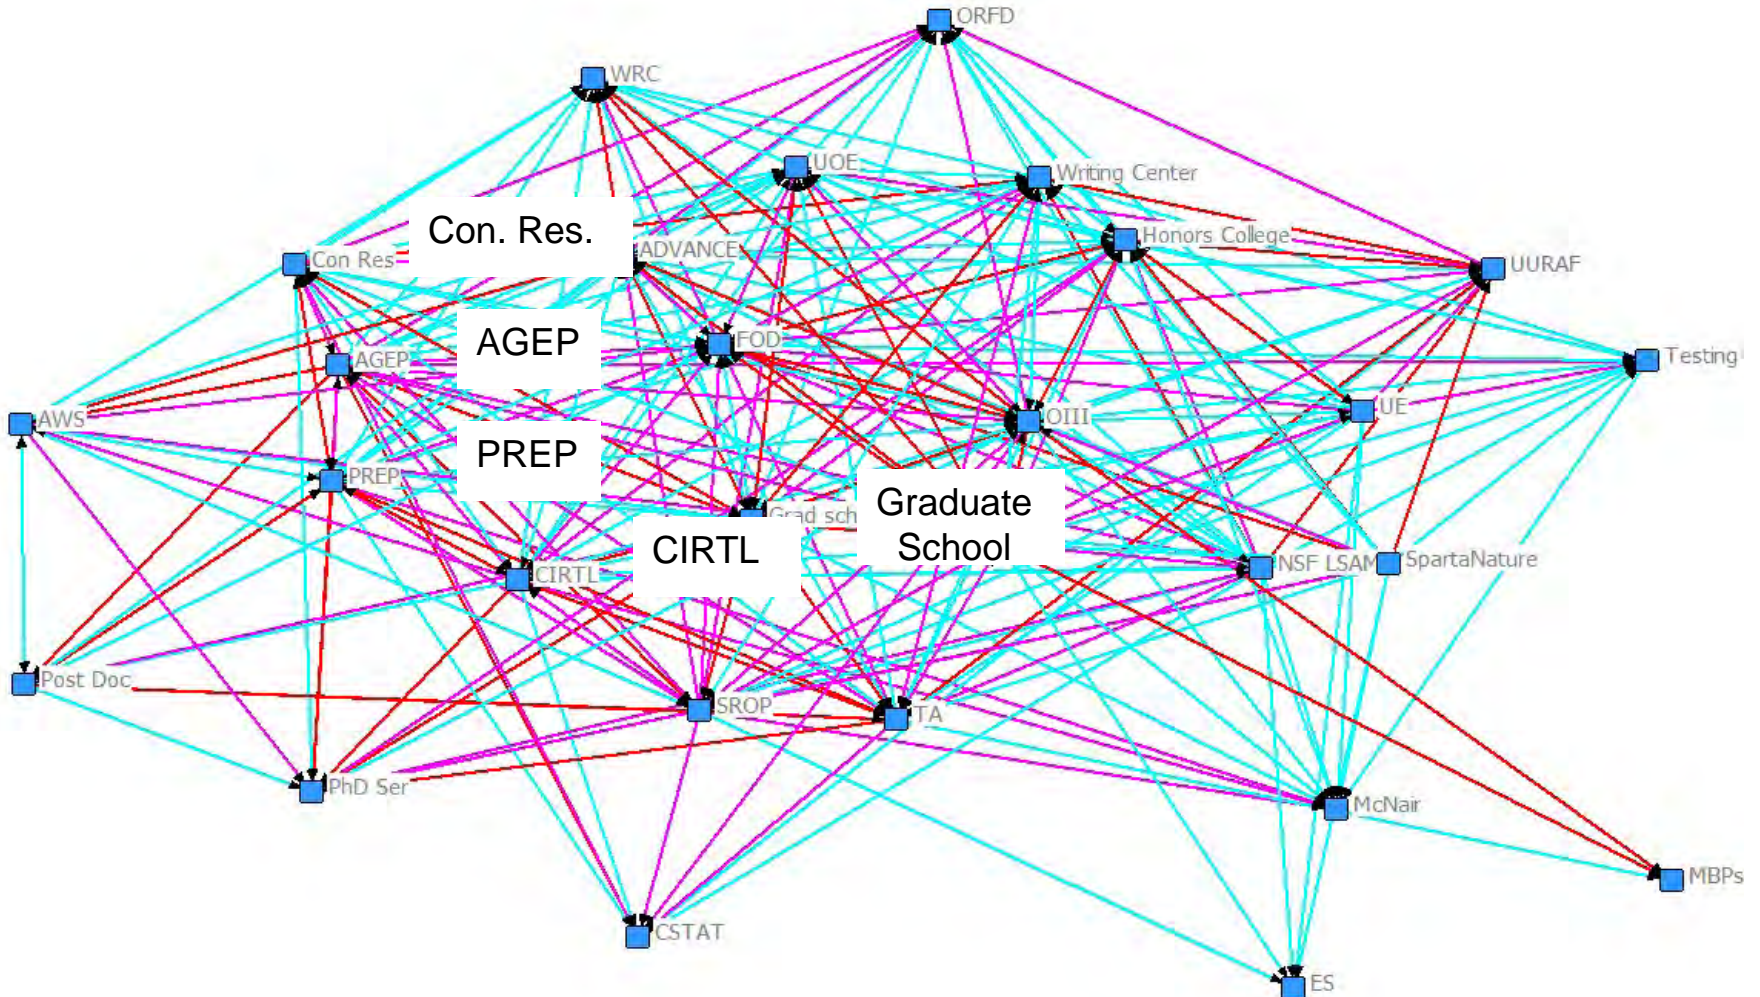 ORFD
WRC
UOE
Writing Center
Con. Res.
Honors College
ADVANCE
Con Res
UURAF
AGEP
FOD
Testing
AGEP
UE
AWS
OIII
PREP
PREP
Graduate
School
Grad sch
CIRTL
CIRTL
NSF LSAM
SpartaNature
Post Doc
SROP
TA
PhD Ser
McNair
MBPs
CSTAT
ES